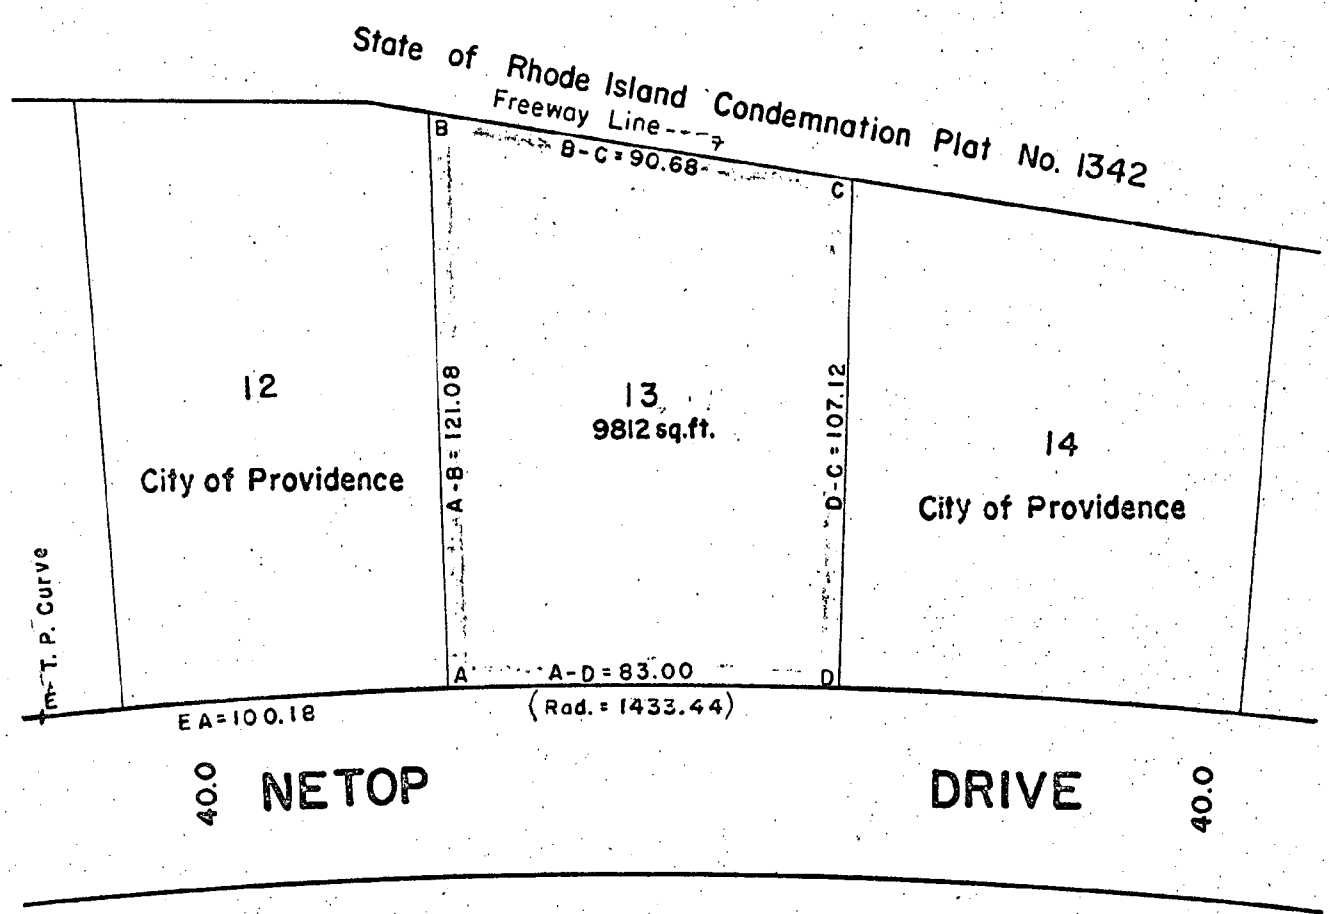 State of Rhode Island Condemnation Plat No. 1342
Freeway Line
B
B-C = 90.68
C
12
City of Providence
A-B = 121.08
13
9812 sq.ft.
D-C = 107.12
14
City of Providence
T. P. Curve
E
A
A-D = 83.00
D
EA = 100.18
(Rad. = 1433.44)
40.0
NETOP DRIVE
40.0